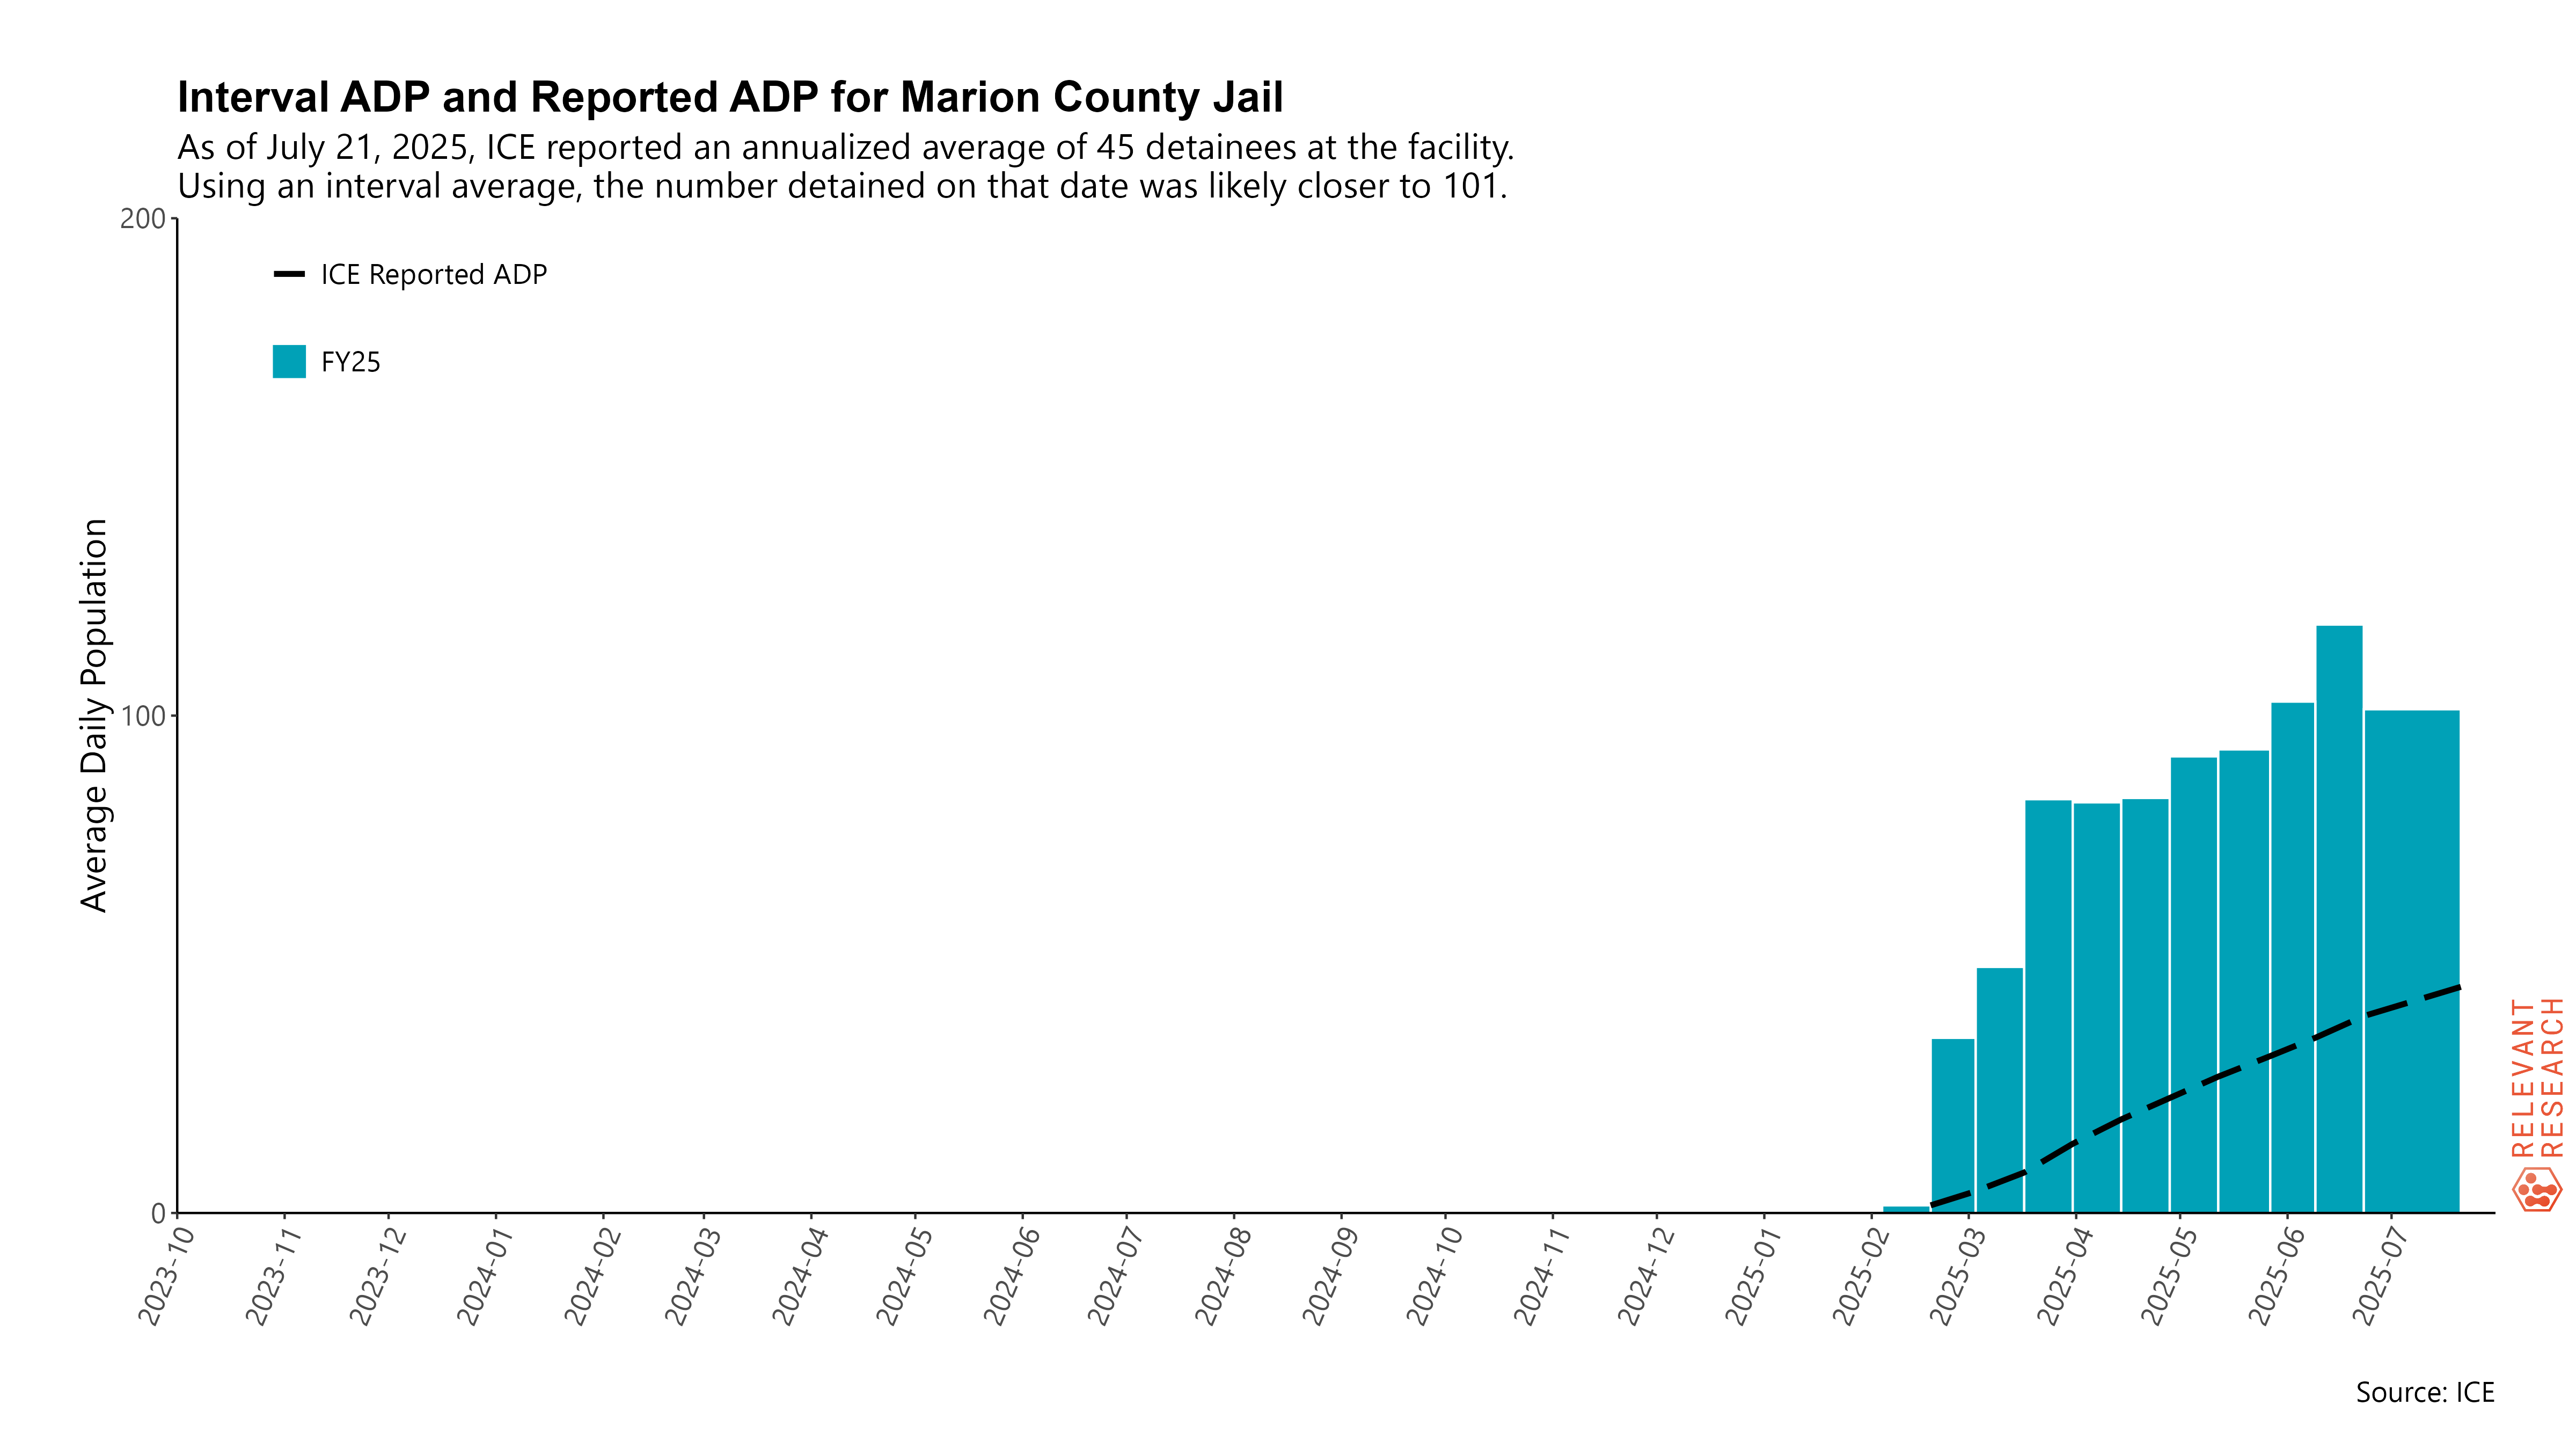 Interval ADP and Reported ADP for Marion County Jail
As of July 21, 2025, ICE reported an annualized average of 45 detainees at the facility.
Using an interval average, the number detained on that date was likely closer to 101.
200
100
0
Average Daily Population
ICE Reported ADP
FY25
2023-10
2023-11
2023-12
2024-01
2024-02
2024-03
2024-04
2024-05
2024-06
2024-07
2024-08
2024-09
2024-10
2024-11
2024-12
2025-01
2025-02
2025-03
2025-04
2025-05
2025-06
2025-07
RELEVANT
RESEARCH
Source: ICE